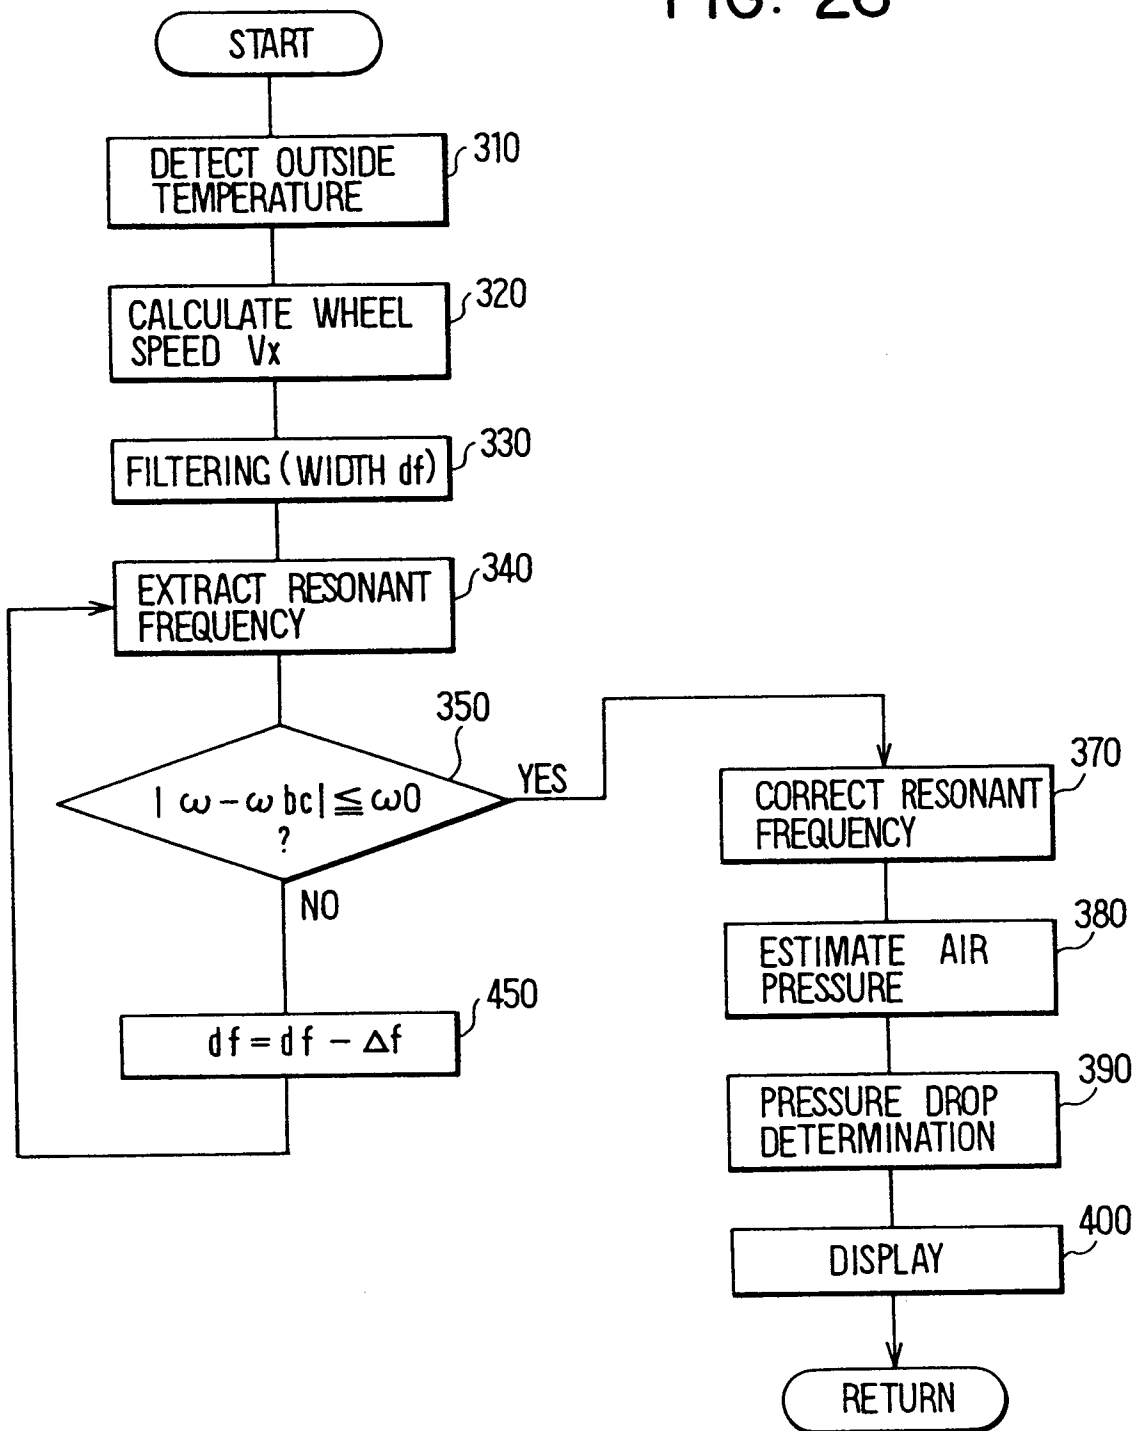 FIG.
START
DETECT OUTSIDE
TEMPERATURE
310
CALCULATE WHEEL
SPEED Vx
320
FILTERING (WIDTH df)
330
EXTRACT RESONANT
FREQUENCY
340
350
| ω − ω bc| ≦ ω0
?
YES
NO
df = df − Δf
450
CORRECT RESONANT
FREQUENCY
370
ESTIMATE AIR
PRESSURE
380
PRESSURE DROP
DETERMINATION
390
DISPLAY
400
RETURN